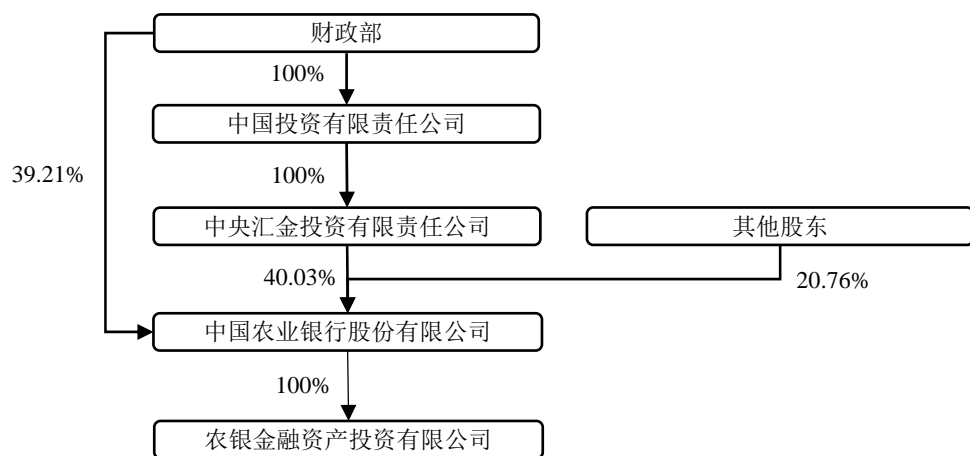 财政部
100%
中国投资有限责任公司
39.21%
100%
中央汇金投资有限责任公司
其他股东
40.03%
20.76%
中国农业银行股份有限公司
100%
农银金融资产投资有限公司